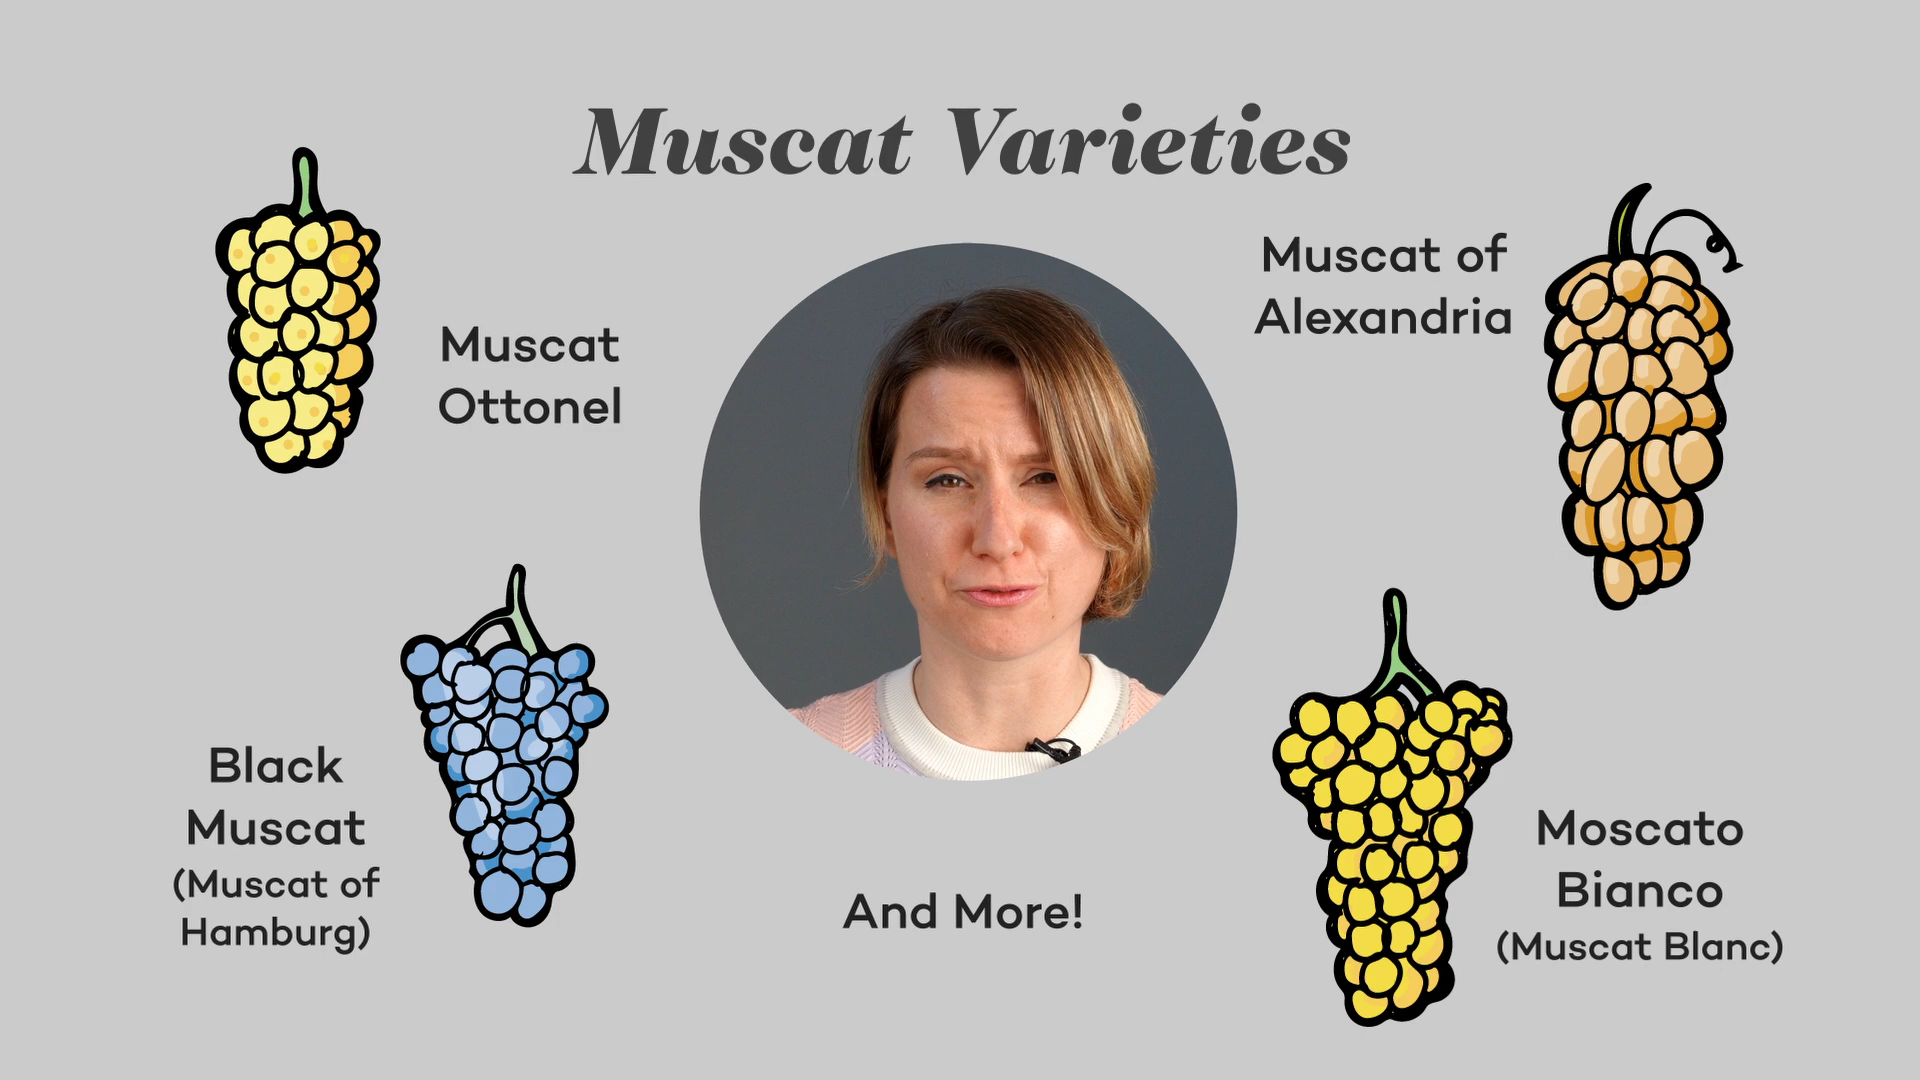 Muscat Varieties
Muscat
Ottonel
Muscat of
Alexandria
Black
Muscat
(Muscat of
Hamburg)
And More!
Moscato
Bianco
(Muscat Blanc)